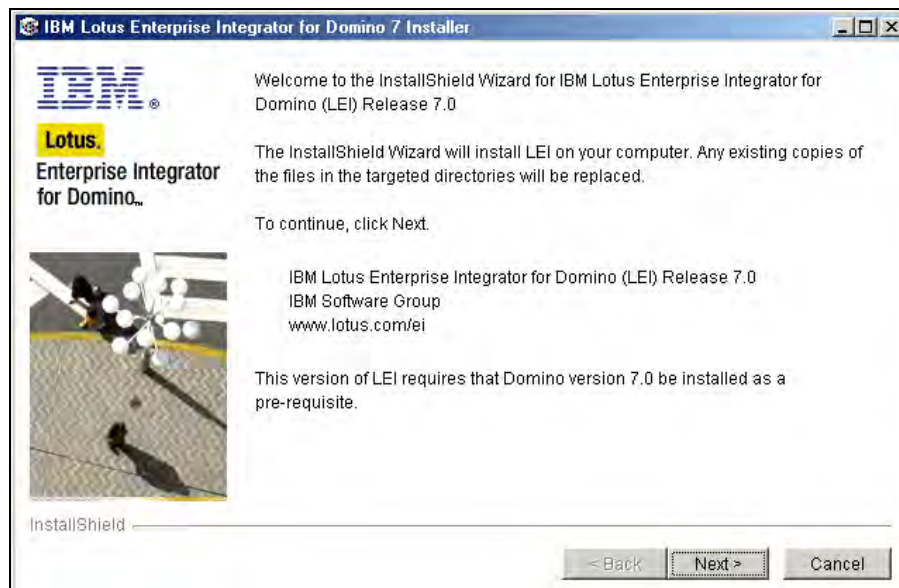 IBM Lotus Enterprise Integrator for Domino 7 Installer
IBM®
Lotus.
Enterprise Integrator
for Domino™
Welcome to the InstallShield Wizard for IBM Lotus Enterprise Integrator for
Domino (LEI) Release 7.0
The InstallShield Wizard will install LEI on your computer. Any existing copies of
the files in the targeted directories will be replaced.
To continue, click Next.
IBM Lotus Enterprise Integrator for Domino (LEI) Release 7.0
IBM Software Group
www.lotus.com/ei
This version of LEI requires that Domino version 7.0 be installed as a
pre-requisite.
InstallShield
< Back
Next >
Cancel